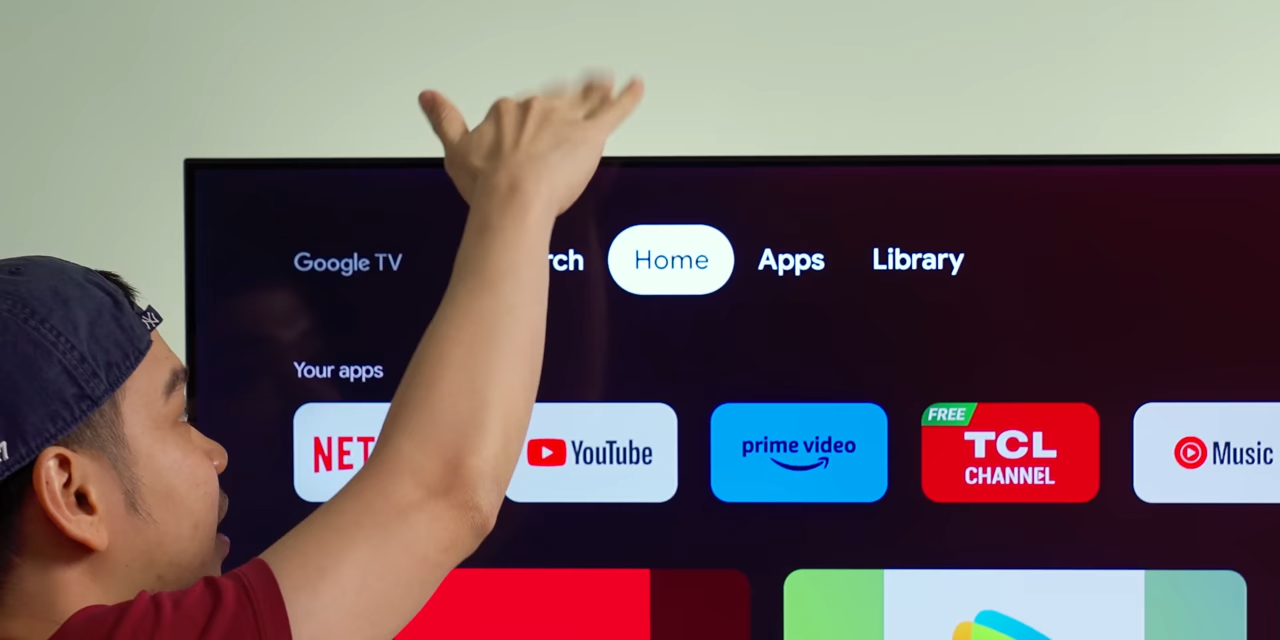 Google TV
rch
Home
Apps
Library
Your apps
NET
YouTube
prime video
FREE
TCL
CHANNEL
Music
NY